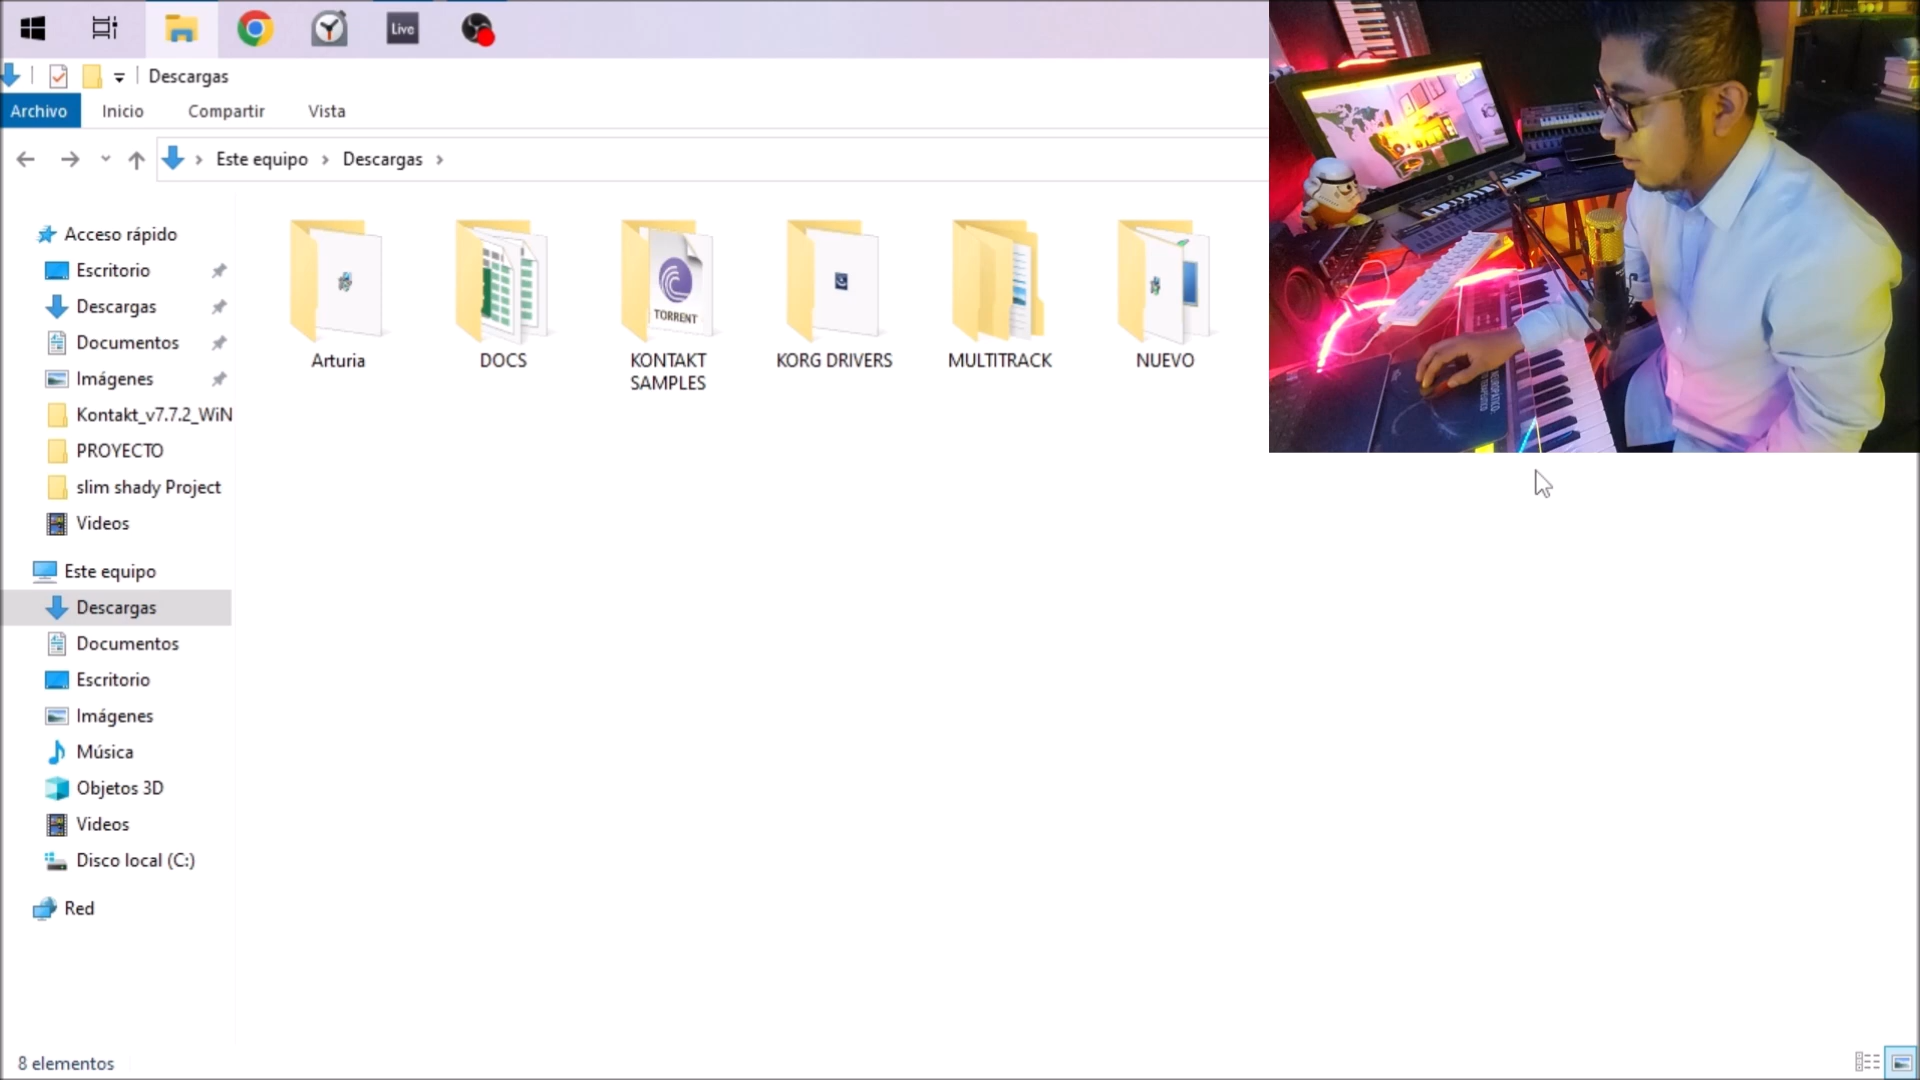 Live
Descargas
Archivo
Inicio
Compartir
Vista
Este equipo
Descargas
Acceso rápido
Escritorio
Descargas
Documentos
Imágenes
Kontakt_v7.7.2_WiN
PROYECTO
slim shady Project
Videos
Este equipo
Descargas
Documentos
Escritorio
Imágenes
Música
Objetos 3D
Videos
Disco local (C:)
Red
Arturia
DOCS
TORRENT
KONTAKT
SAMPLES
KORG DRIVERS
MULTITRACK
NUEVO
8 elementos